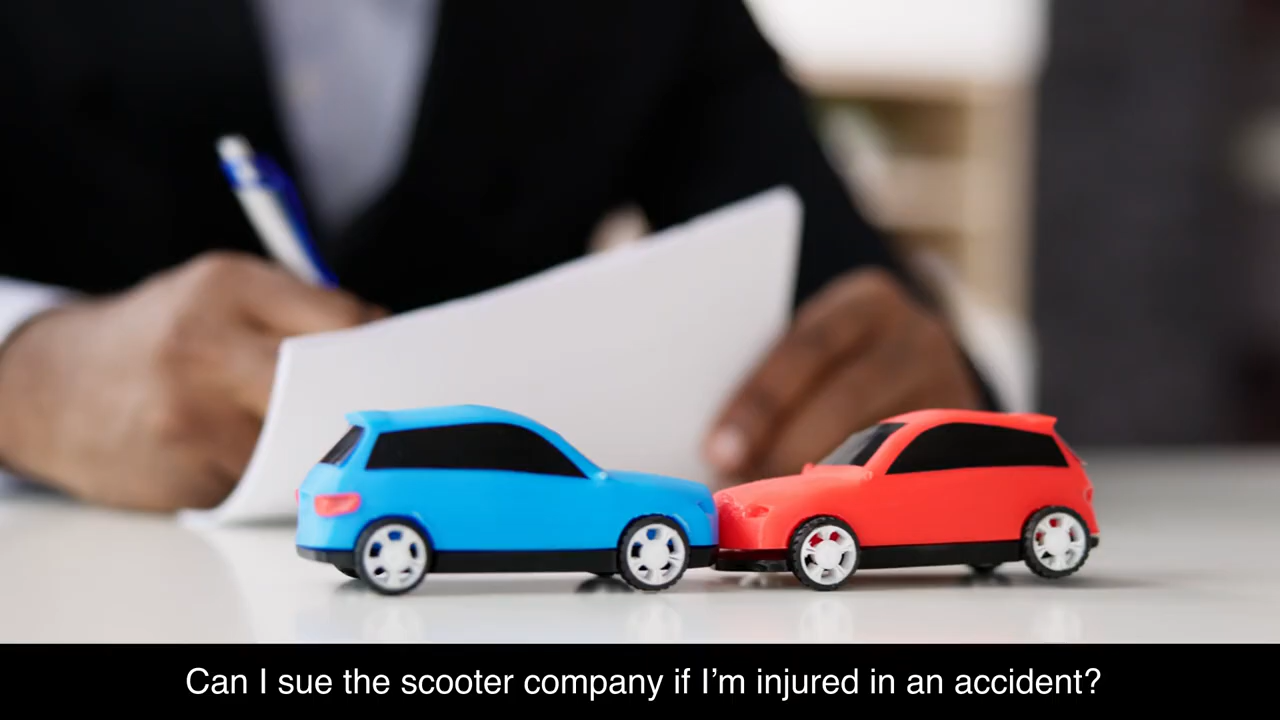 Can I sue the scooter company if I’m injured in an accident?